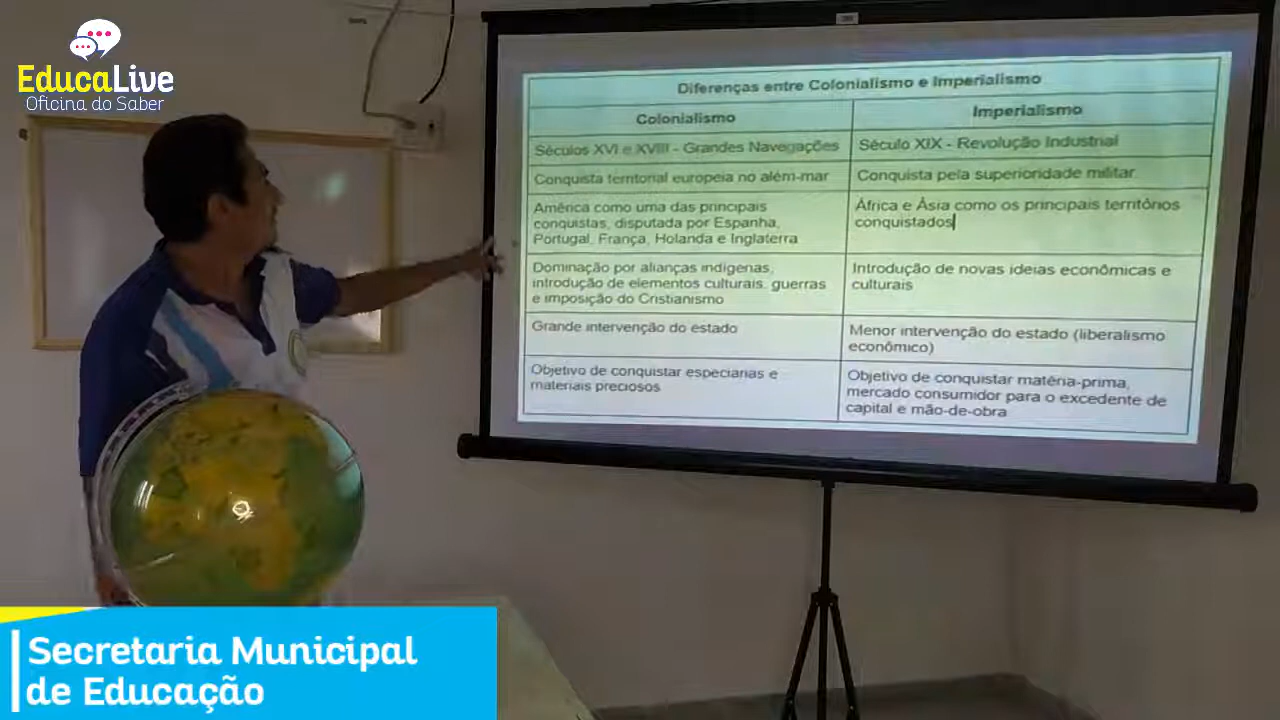 EducaLive
Oficina do Saber
Diferenças entre Colonialismo e Imperialismo
Colonialismo
Imperialismo
Séculos XVI e XVIII - Grandes Navegações
Século XIX - Revolução Industrial
Conquista territorial europeia no além-mar
Conquista pela superioridade militar.
América como uma das principais
conquistas, disputada por Espanha,
Portugal, França, Holanda e Inglaterra
África e Ásia como os principais territórios
conquistados
Dominação por alianças indígenas,
introdução de elementos culturais, guerras
e imposição do Cristianismo
Introdução de novas ideias econômicas e
culturais
Grande intervenção do estado
Menor intervenção do estado (liberalismo
econômico)
Objetivo de conquistar especiarias e
materiais preciosos
Objetivo de conquistar matéria-prima,
mercado consumidor para o excedente de
capital e mão-de-obra
Secretaria Municipal
de Educação